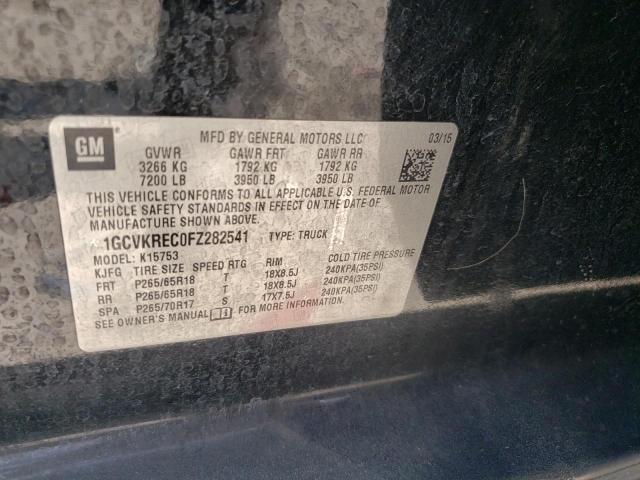 GM
MFD BY GENERAL MOTORS LLC 03/15
GVWR GAWR FRT GAWR RR
3266 KG 1792 KG 1792 KG
7200 LB 3950 LB 3950 LB
THIS VEHICLE CONFORMS TO ALL APPLICABLE U.S. FEDERAL MOTOR
VEHICLE SAFETY STANDARDS IN EFFECT ON THE DATE OF
MANUFACTURE SHOWN ABOVE.
1GCVKREC0FZ282541 TYPE: TRUCK
MODEL: K15753
KJFG TIRE SIZE SPEED RTG RIM COLD TIRE PRESSURE
FRT P265/65R18 T 18X8.5J 240KPA(35PSI)
RR P265/65R18 T 18X8.5J 240KPA(35PSI)
SPA P265/70R17 S 17X7.5J 240KPA(35PSI)
SEE OWNER'S MANUAL FOR MORE INFORMATION.